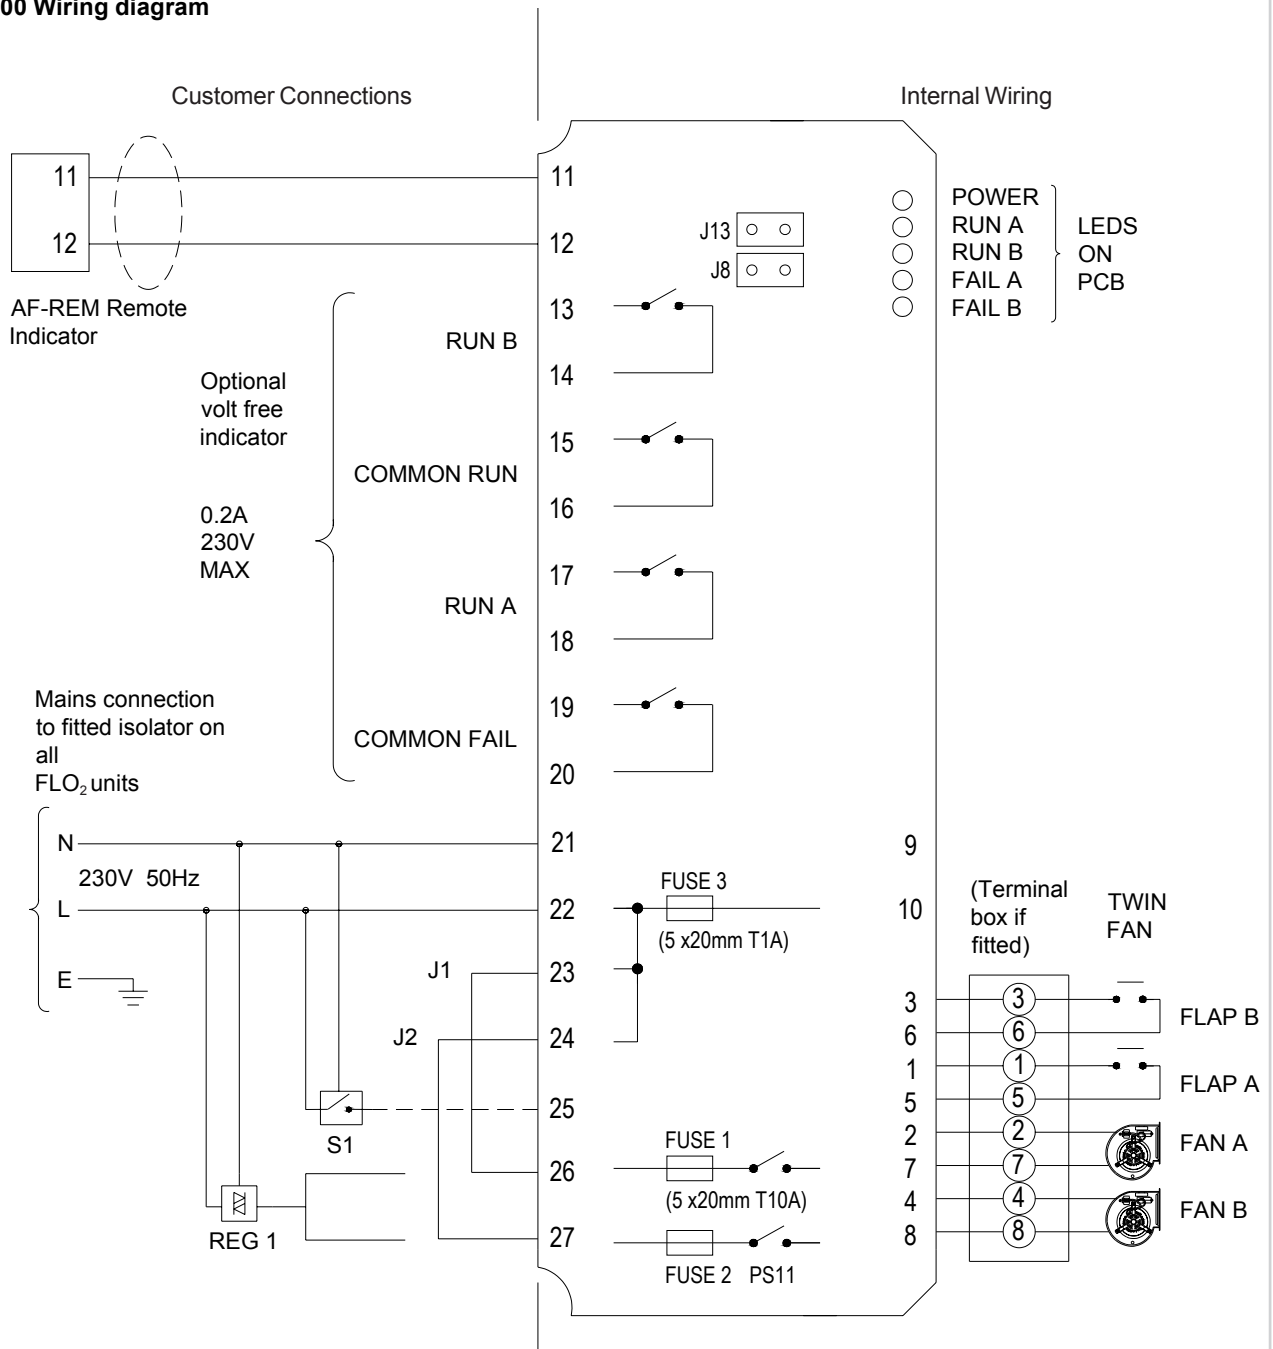 00 Wiring diagram
Customer Connections
Internal Wiring
11
12
AF-REM Remote
Indicator
11
12
13
14
15
16
17
18
19
20
21
22
23
24
25
26
27
RUN B
COMMON RUN
RUN A
COMMON FAIL
Optional
volt free
indicator
0.2A
230V
MAX
J13
J8
POWER
RUN A
RUN B
FAIL A
FAIL B
LEDS
ON
PCB
Mains connection
to fitted isolator on
all
FLO₂ units
N
230V 50Hz
L
E
J1
J2
S1
REG 1
FUSE 3
(5 x20mm T1A)
FUSE 1
(5 x20mm T10A)
FUSE 2 PS11
9
10
3
6
1
5
2
7
4
8
(Terminal
box if
fitted)
3
6
1
5
2
7
4
8
TWIN
FAN
FLAP B
FLAP A
FAN A
FAN B